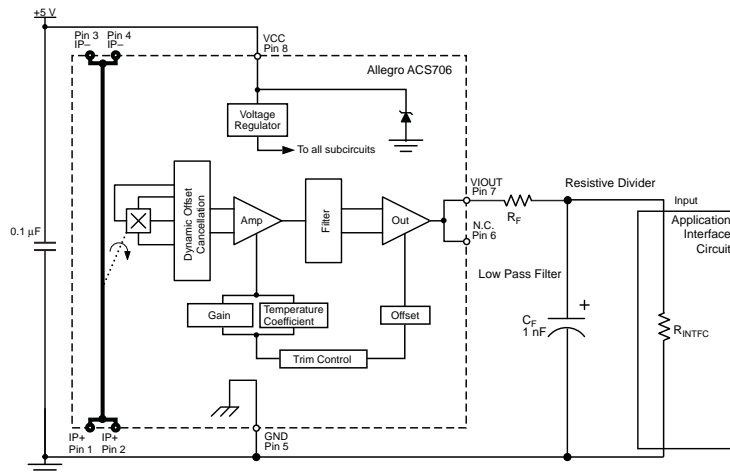 +5 V
Pin 3 Pin 4
IP– IP–
VCC
Pin 8
Allegro ACS706
Voltage
Regulator
To all subcircuits
Dynamic Offset
Cancellation
Amp
Filter
Out
VIOUT
Pin 7
N.C.
Pin 6
RF
Resistive Divider
Input
Application
Interface
Circuit
Low Pass Filter
0.1 µF
Gain
Temperature
Coefficient
Offset
Trim Control
CF
1 nF
+
RINTFC
IP+ IP+
Pin 1 Pin 2
GND
Pin 5